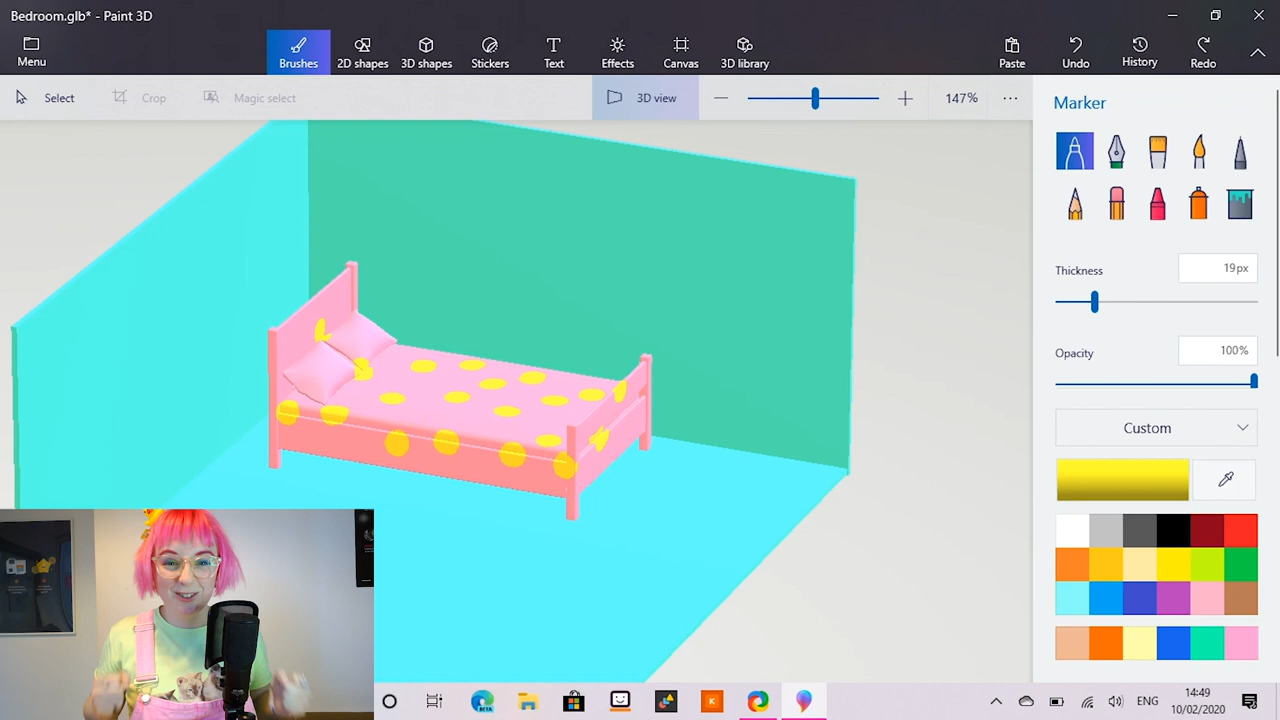 Bedroom.glb* - Paint 3D
Menu
Brushes
2D shapes
3D shapes
Stickers
Text
Effects
Canvas
3D library
Paste
Undo
History
Redo
Select
Crop
Magic select
3D view
147%
Marker
Thickness
19px
Opacity
100%
Custom
BETA
K
ENG
14:49
10/02/2020